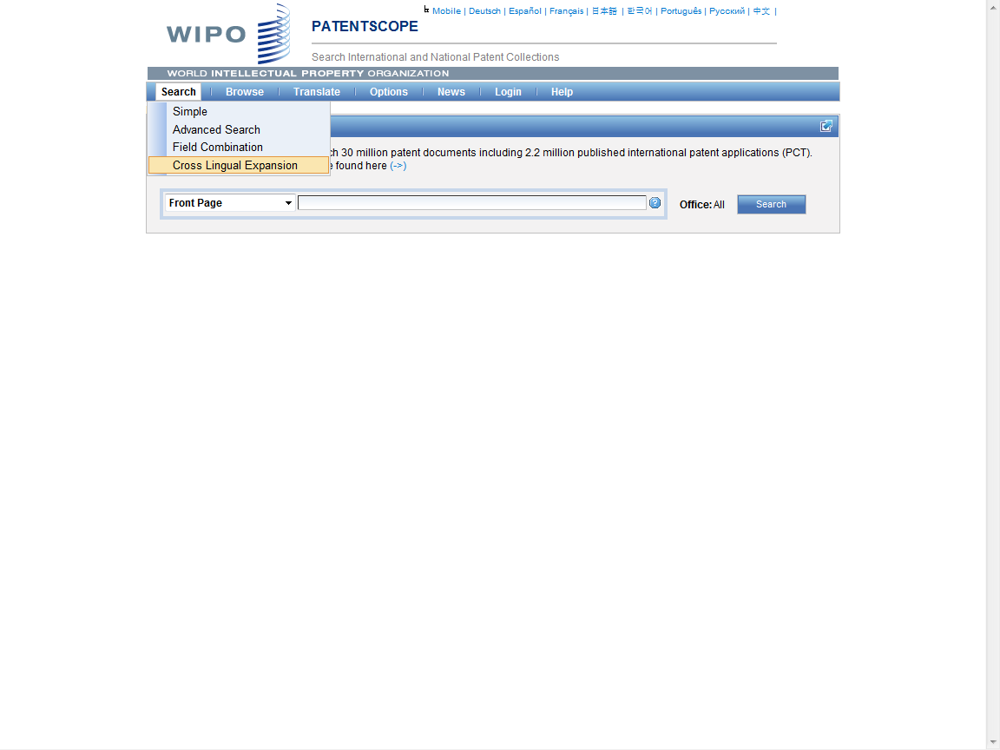 Mobile | Deutsch | Español | Français | 日本語 | 한국어 | Português | Русский | 中文 |
WIPO
PATENTSCOPE
Search International and National Patent Collections
WORLD INTELLECTUAL PROPERTY ORGANIZATION
Search | Browse | Translate | Options | News | Login | Help
Simple
Advanced Search
Field Combination
Cross Lingual Expansion
ch 30 million patent documents including 2.2 million published international patent applications (PCT).
e found here (->)
Front Page ? Office: All Search